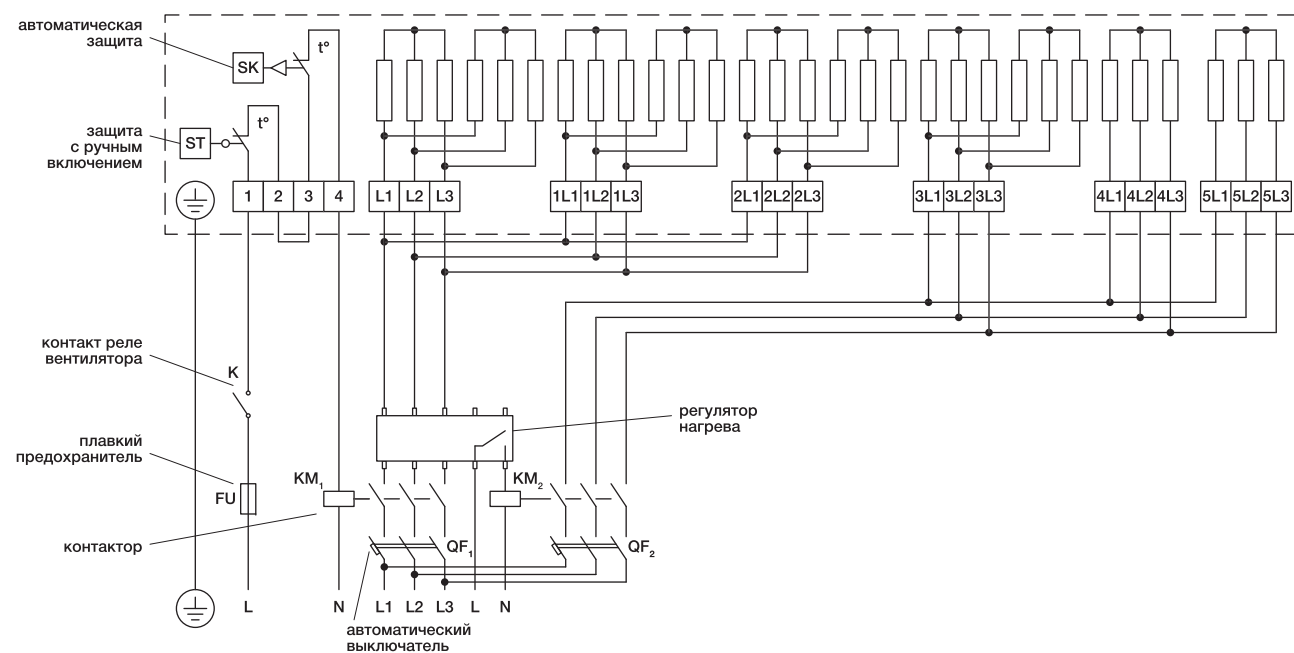 автоматическая
защита
SK
t°
защита
с ручным
включением
ST
t°
1 2 3 4
L1 L2 L3
1L1 1L2 1L3
2L1 2L2 2L3
3L1 3L2 3L3
4L1 4L2 4L3
5L1 5L2 5L3
контакт реле
вентилятора
K
регулятор
нагрева
плавкий
предохранитель
FU
KM1
KM2
контактор
QF1
QF2
L N L1 L2 L3 L N
автоматический
выключатель